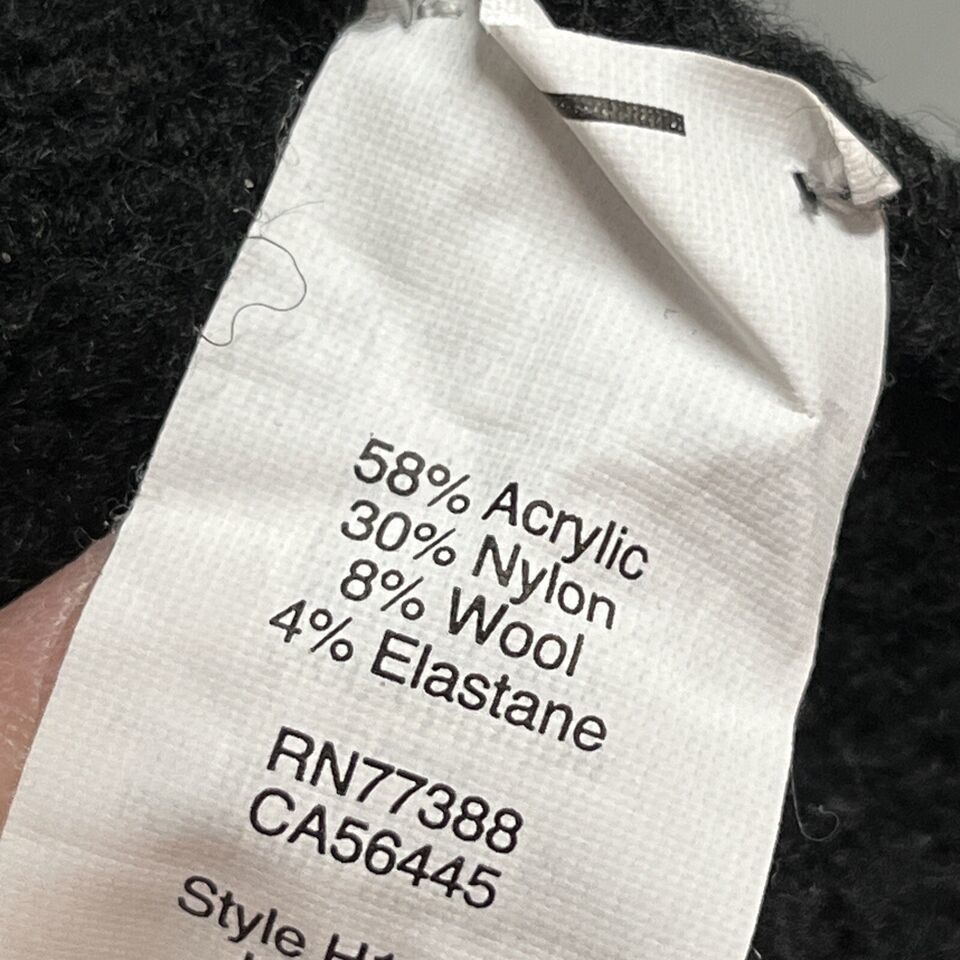 58% Acrylic
30% Nylon
8% Wool
4% Elastane
RN77388
CA56445
Style